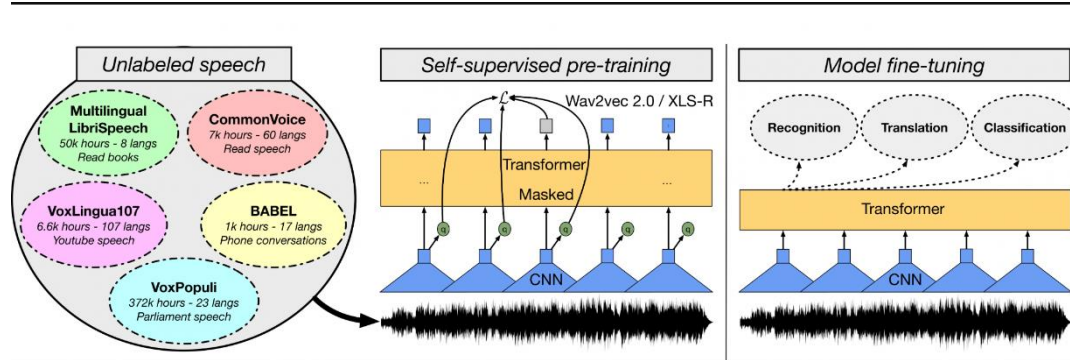 Unlabeled speech
Multilingual
LibriSpeech
50k hours - 8 langs
Read books
CommonVoice
7k hours - 60 langs
Read speech
VoxLingua107
6.6k hours - 107 langs
Youtube speech
BABEL
1k hours - 17 langs
Phone conversations
VoxPopuli
372k hours - 23 langs
Parliament speech
Self-supervised pre-training
ℒ
Wav2vec 2.0 / XLS-R
Transformer
... ...
Masked
q q q q
CNN
Model fine-tuning
Recognition Translation Classification
Transformer
CNN